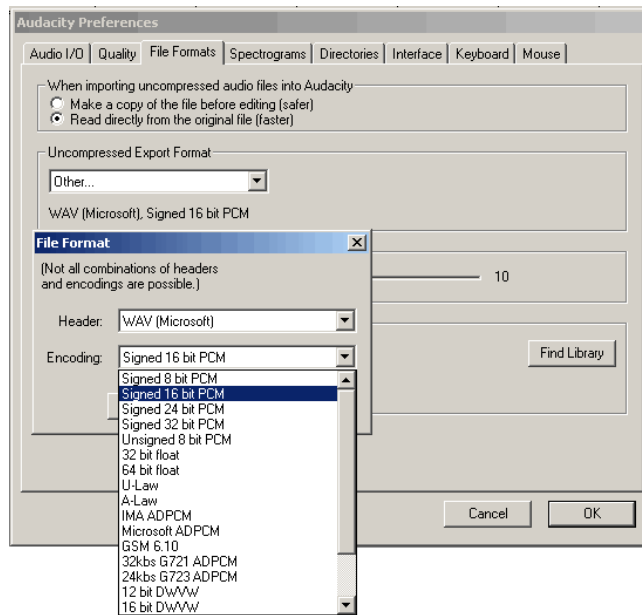 Audacity Preferences
Audio I/O Quality File Formats Spectrograms Directories Interface Keyboard Mouse
When importing uncompressed audio files into Audacity
Make a copy of the file before editing (safer)
Read directly from the original file (faster)
Uncompressed Export Format
Other...
WAV (Microsoft), Signed 16 bit PCM
File Format
(Not all combinations of headers
and encodings are possible.)
10
Header: WAV (Microsoft)
Encoding: Signed 16 bit PCM
Find Library
Signed 8 bit PCM
Signed 16 bit PCM
Signed 24 bit PCM
Signed 32 bit PCM
Unsigned 8 bit PCM
32 bit float
64 bit float
U-Law
A-Law
IMA ADPCM
Microsoft ADPCM
GSM 6.10
32kbs G721 ADPCM
24kbs G723 ADPCM
12 bit DWVW
16 bit DWVW
Cancel OK